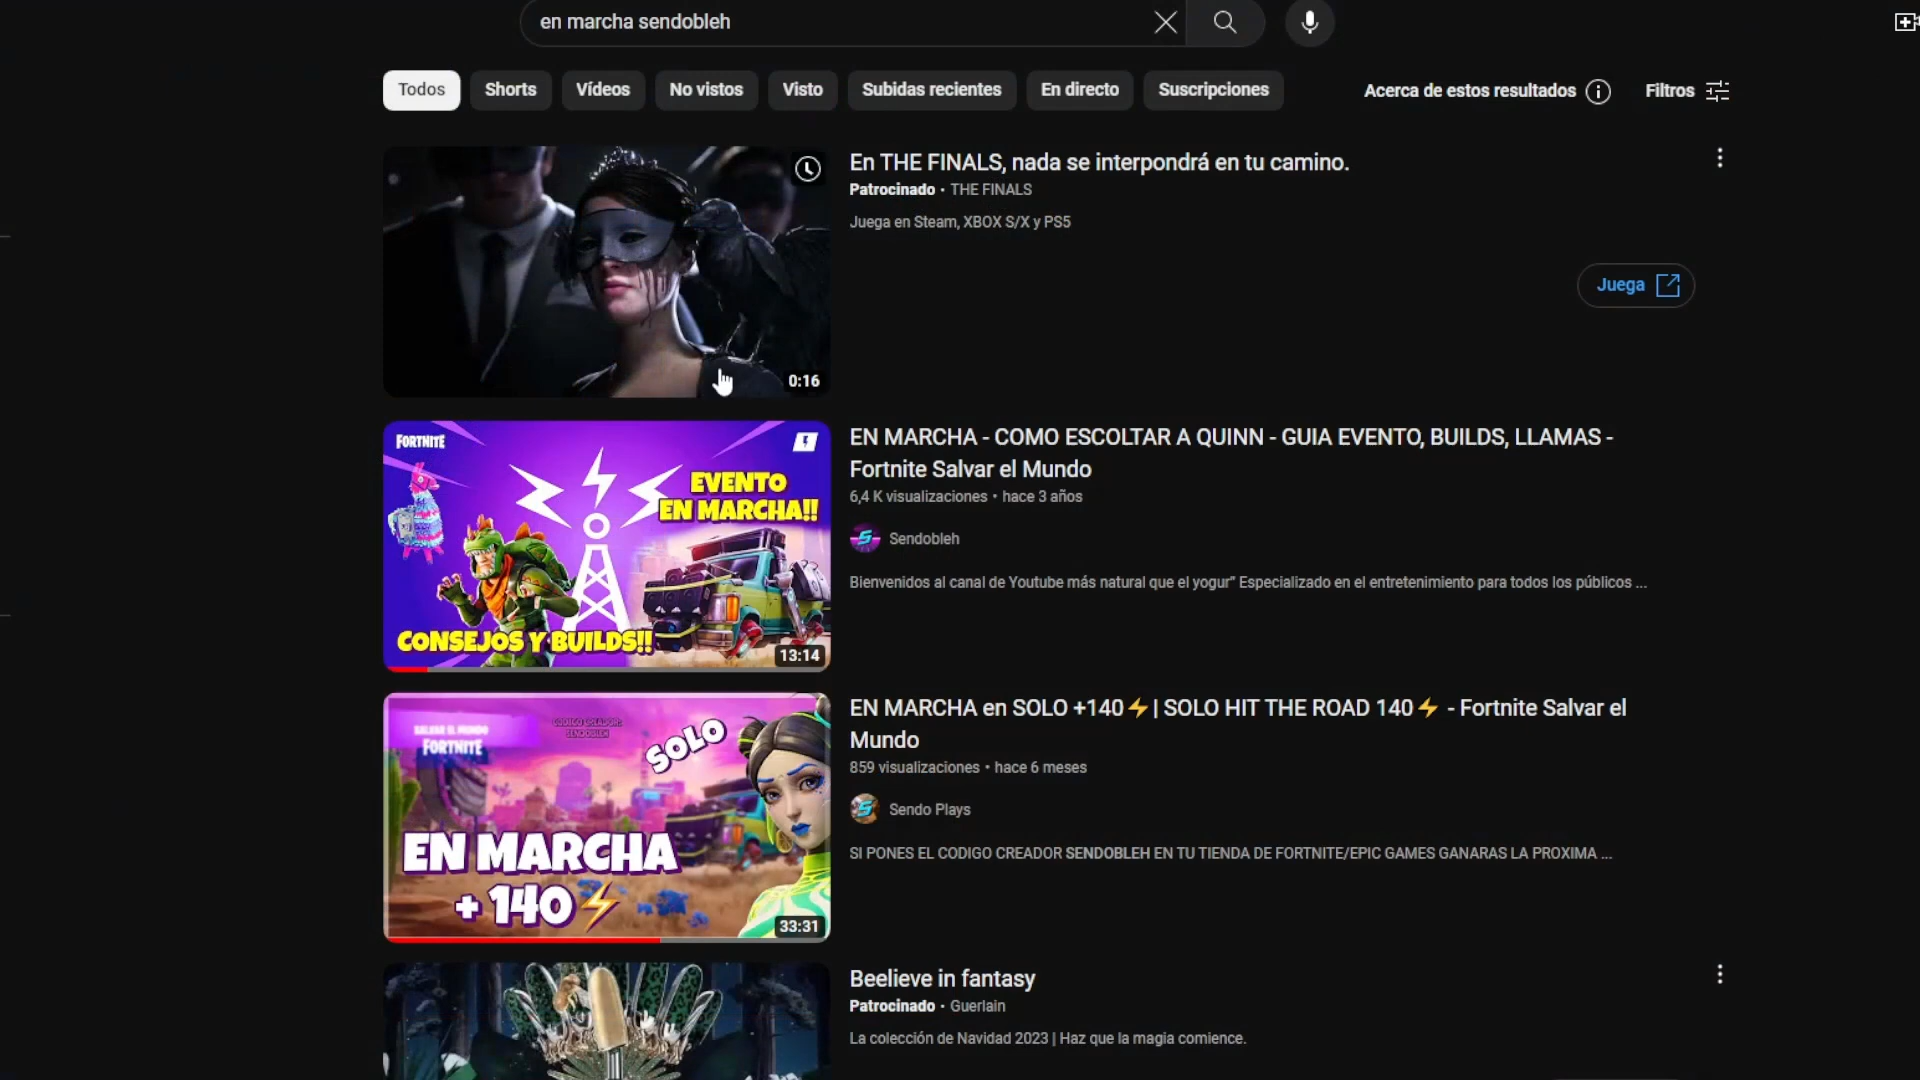 en marcha sendobleh
Todos
Shorts
Vídeos
No vistos
Visto
Subidas recientes
En directo
Suscripciones
Acerca de estos resultados
Filtros
En THE FINALS, nada se interpondrá en tu camino.
Patrocinado • THE FINALS
Juega en Steam, XBOX S/X y PS5
Juega
0:16
FORTNITE
EVENTO
EN MARCHA!!
CONSEJOS Y BUILDS!!
13:14
EN MARCHA - COMO ESCOLTAR A QUINN - GUIA EVENTO, BUILDS, LLAMAS -
Fortnite Salvar el Mundo
6,4 K visualizaciones • hace 3 años
Sendobleh
Bienvenidos al canal de Youtube más natural que el yogur" Especializado en el entretenimiento para todos los públicos ...
SALVAR EL MUNDO
FORTNITE
CODIGO CREADOR:
SENDOBLEH
SOLO
EN MARCHA
+ 140⚡
33:31
EN MARCHA en SOLO +140⚡| SOLO HIT THE ROAD 140⚡ - Fortnite Salvar el
Mundo
859 visualizaciones • hace 6 meses
Sendo Plays
SI PONES EL CODIGO CREADOR SENDOBLEH EN TU TIENDA DE FORTNITE/EPIC GAMES GANARAS LA PROXIMA ...
Beelieve in fantasy
Patrocinado • Guerlain
La colección de Navidad 2023 | Haz que la magia comience.